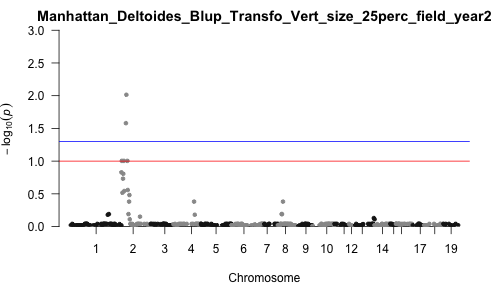 Manhattan_Deltoides_Blup_Transfo_Vert_size_25perc_field_year2
3.0
2.5
2.0
1.5
1.0
0.5
0.0
− log10(p)
1 2 3 4 5 6 7 8 9 10 12 14 17 19
Chromosome